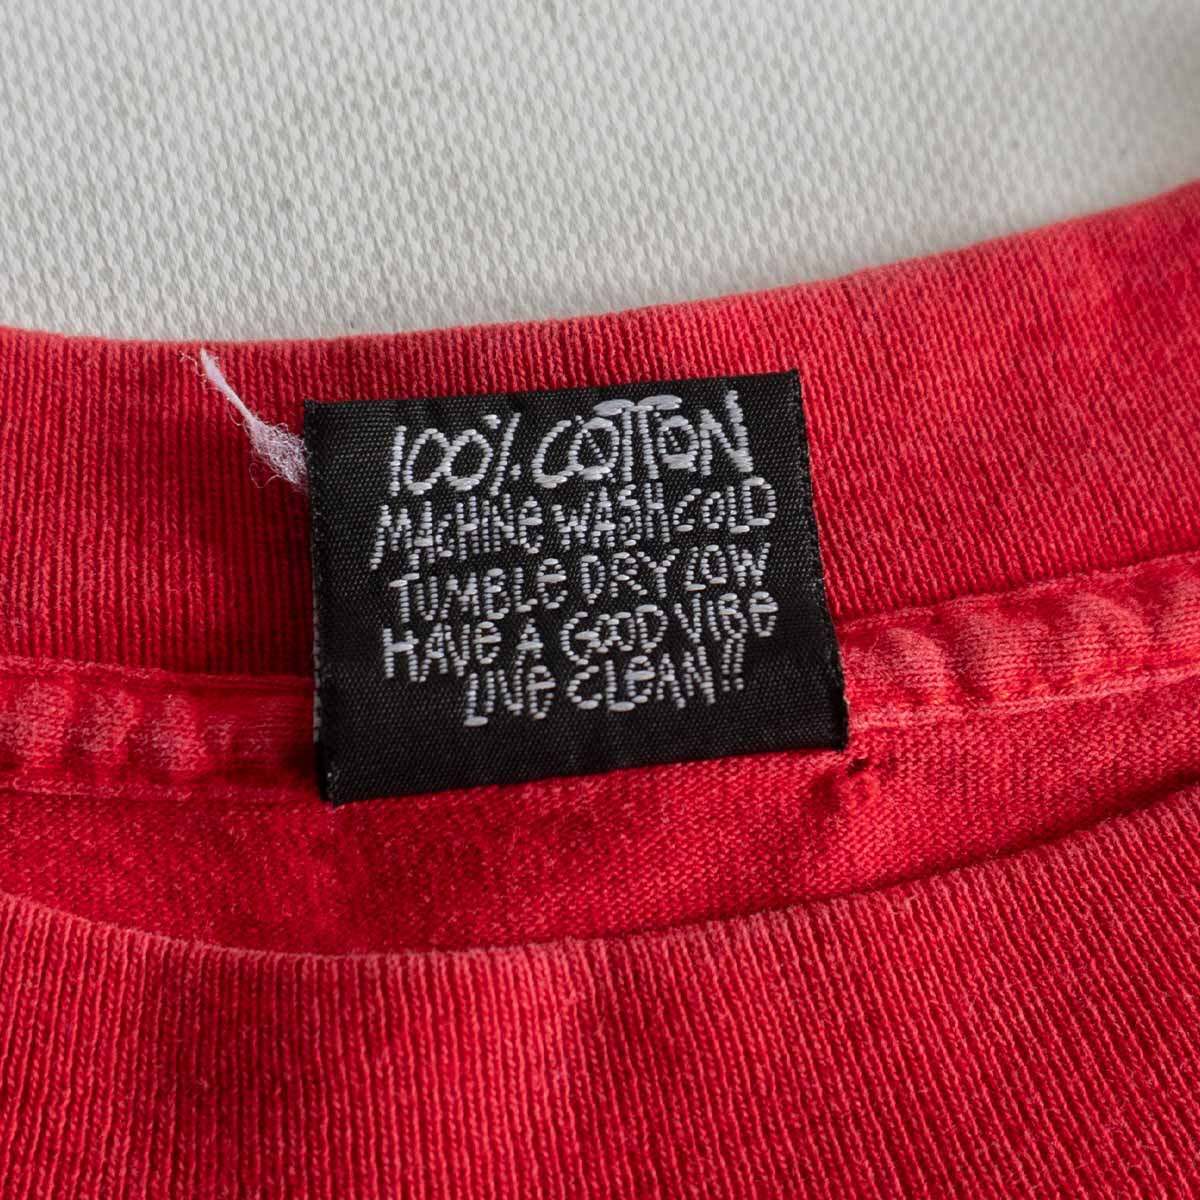 100% COTTON
MACHINE WASH COLD
TUMBLE DRY LOW
HAVE A GOOD VIBE
LIVE CLEAN!!